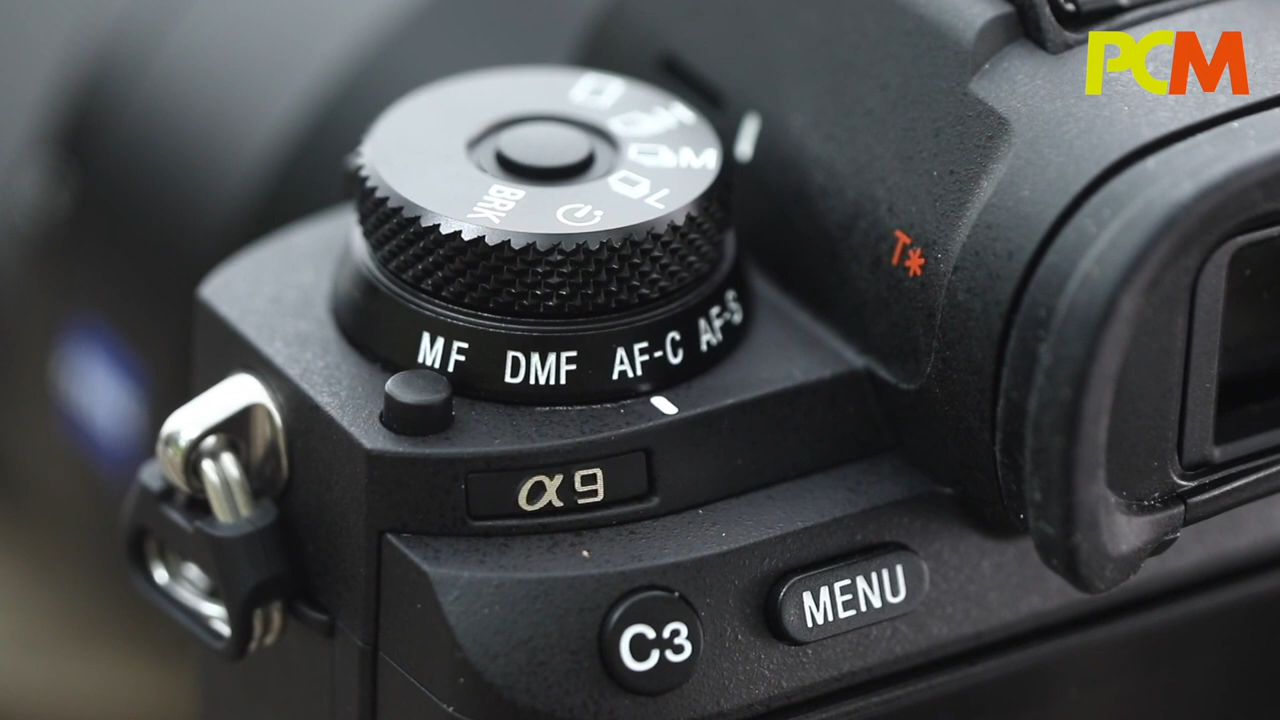 PCM
H
M
L
BRK
T*
MF DMF AF-C AF-S
α9
C3
MENU